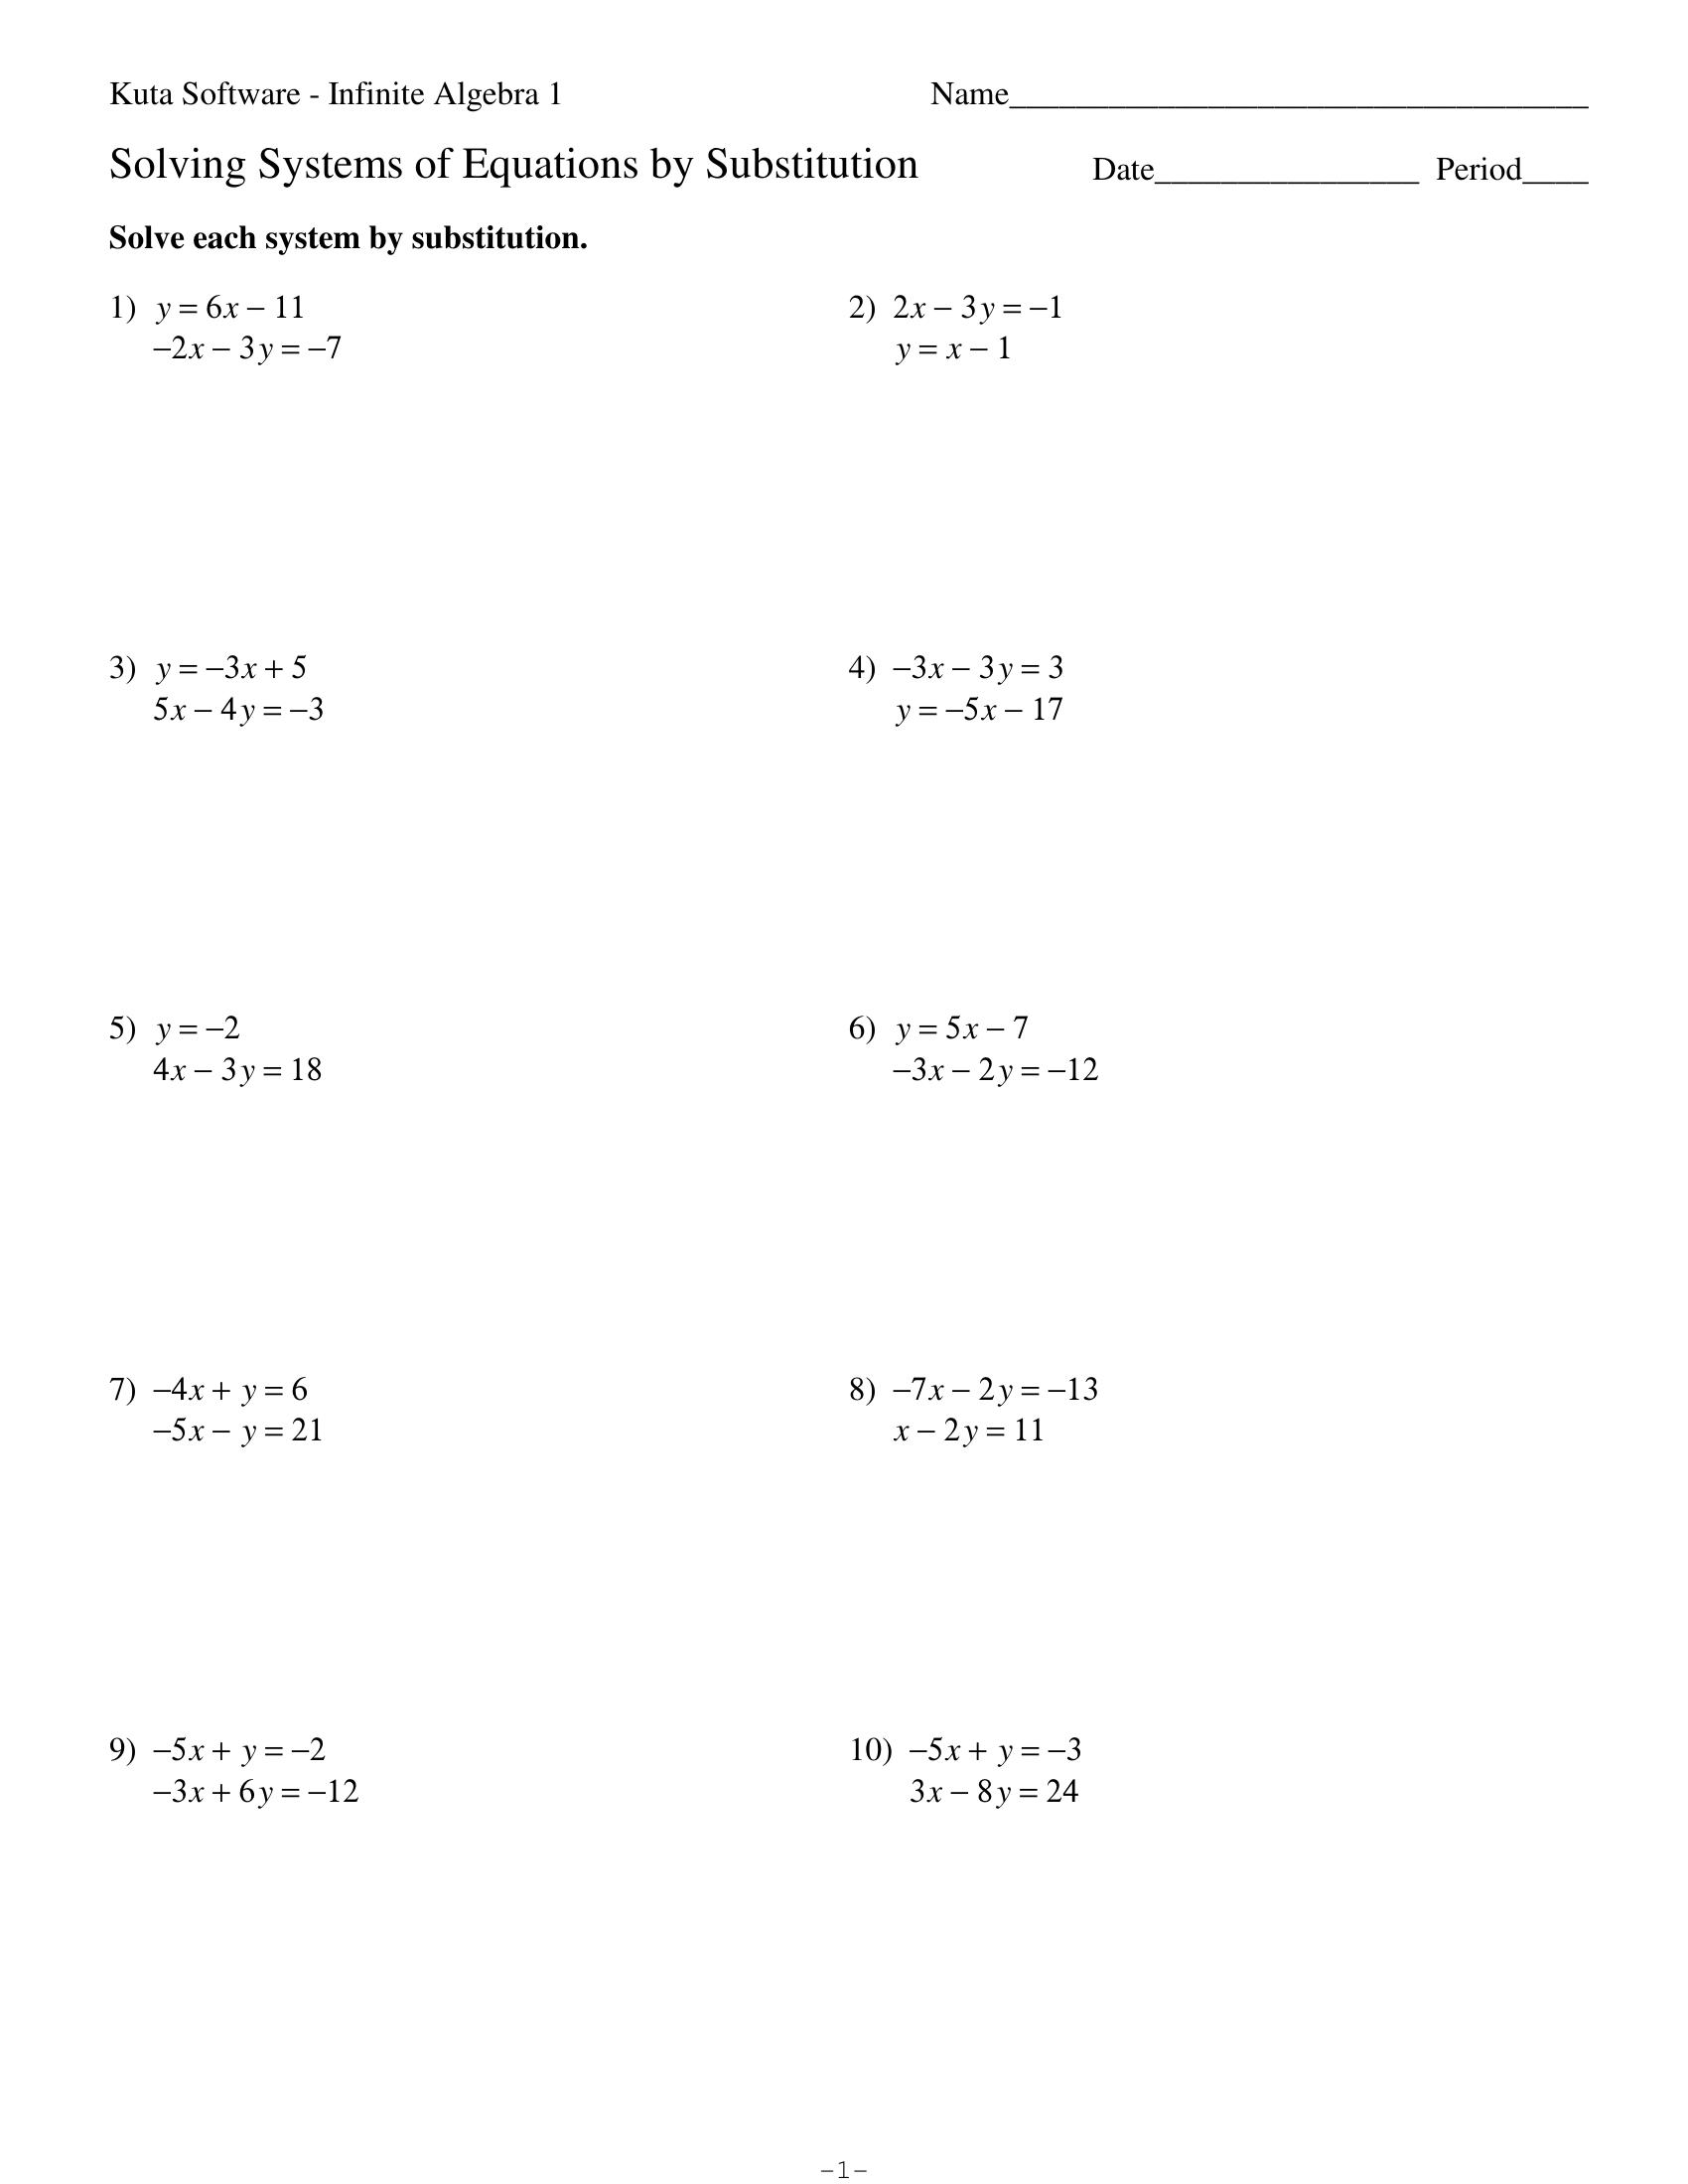 Kuta Software - Infinite Algebra 1
Name___________________________________
Solving Systems of Equations by Substitution
Date________________ Period____
Solve each system by substitution.
1) y = 6x − 11
−2x − 3y = −7
2) 2x − 3y = −1
y = x − 1
3) y = −3x + 5
5x − 4y = −3
4) −3x − 3y = 3
y = −5x − 17
5) y = −2
4x − 3y = 18
6) y = 5x − 7
−3x − 2y = −12
7) −4x + y = 6
−5x − y = 21
8) −7x − 2y = −13
x − 2y = 11
9) −5x + y = −2
−3x + 6y = −12
10) −5x + y = −3
3x − 8y = 24
-1-